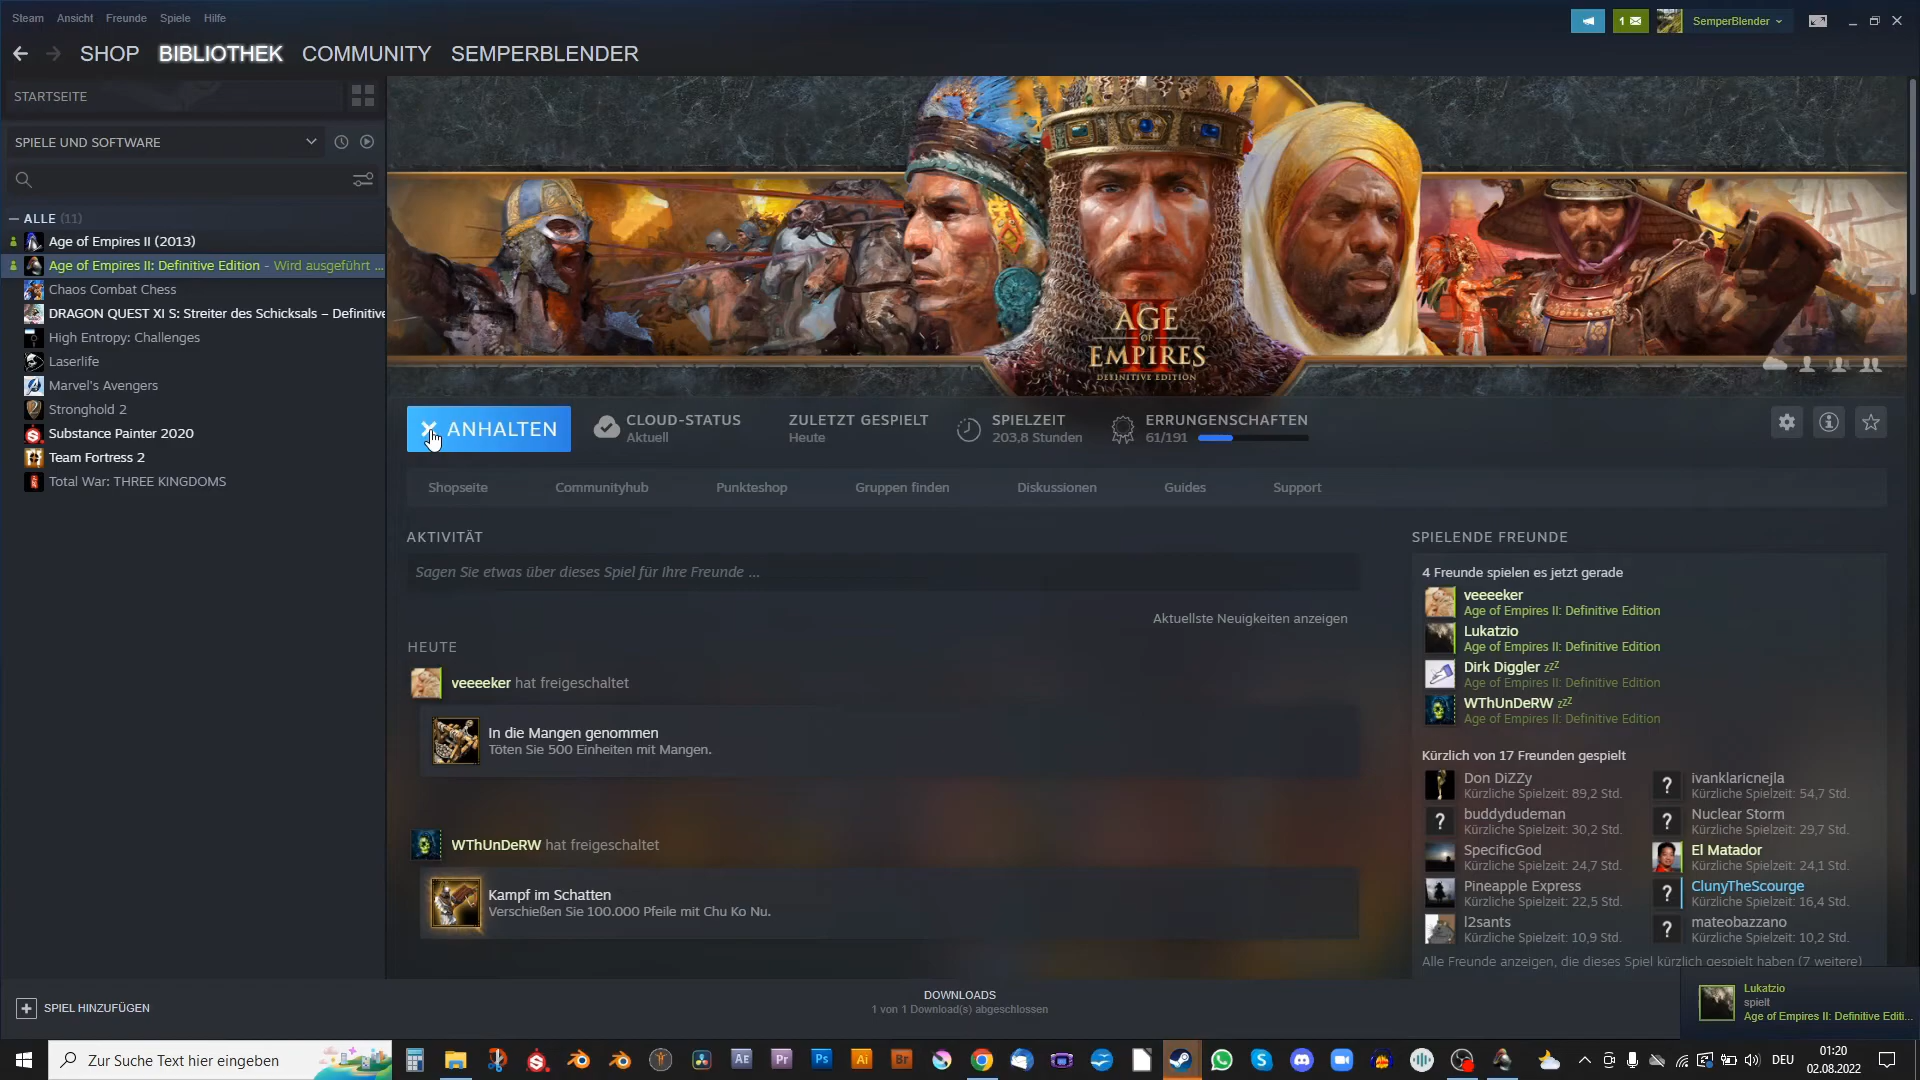 Steam Ansicht Freunde Spiele Hilfe
1
SemperBlender
SHOP BIBLIOTHEK COMMUNITY SEMPERBLENDER
STARTSEITE
SPIELE UND SOFTWARE
ALLE (11)
Age of Empires II (2013)
Age of Empires II: Definitive Edition - Wird ausgeführt ...
Chaos Combat Chess
DRAGON QUEST XI S: Streiter des Schicksals – Definitive
High Entropy: Challenges
Laserlife
Marvel's Avengers
Stronghold 2
Substance Painter 2020
Team Fortress 2
Total War: THREE KINGDOMS
AGE
OF
II
EMPIRES
DEFINITIVE EDITION
ANHALTEN
CLOUD-STATUS
Aktuell
ZULETZT GESPIELT
Heute
SPIELZEIT
203,8 Stunden
ERRUNGENSCHAFTEN
61/191
Shopseite Communityhub Punkteshop Gruppen finden Diskussionen Guides Support
AKTIVITÄT
Sagen Sie etwas über dieses Spiel für Ihre Freunde ...
Aktuellste Neuigkeiten anzeigen
HEUTE
veeeeker hat freigeschaltet
In die Mangen genommen
Töten Sie 500 Einheiten mit Mangen.
WThUnDeRW hat freigeschaltet
Kampf im Schatten
Verschießen Sie 100.000 Pfeile mit Chu Ko Nu.
SPIELENDE FREUNDE
4 Freunde spielen es jetzt gerade
veeeeker
Age of Empires II: Definitive Edition
Lukatzio
Age of Empires II: Definitive Edition
Dirk Diggler zzZ
Age of Empires II: Definitive Edition
WThUnDeRW zzZ
Age of Empires II: Definitive Edition
Kürzlich von 17 Freunden gespielt
Don DiZZy
Kürzliche Spielzeit: 89,2 Std.
ivanklaricnejla
Kürzliche Spielzeit: 54,7 Std.
buddydudeman
Kürzliche Spielzeit: 30,2 Std.
Nuclear Storm
Kürzliche Spielzeit: 29,7 Std.
SpecificGod
Kürzliche Spielzeit: 24,7 Std.
El Matador
Kürzliche Spielzeit: 24,1 Std.
Pineapple Express
Kürzliche Spielzeit: 22,5 Std.
ClunyTheScourge
Kürzliche Spielzeit: 16,4 Std.
l2sants
Kürzliche Spielzeit: 10,9 Std.
mateobazzano
Kürzliche Spielzeit: 10,2 Std.
Alle Freunde anzeigen, die dieses Spiel kürzlich gespielt haben (7 weitere)
SPIEL HINZUFÜGEN
DOWNLOADS
1 von 1 Download(s) abgeschlossen
Lukatzio
spielt
Age of Empires II: Definitive Editi...
Zur Suche Text hier eingeben
AE Pr Ps Ai Br
DEU
01:20
02.08.2022